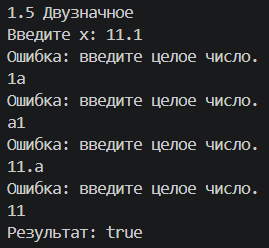 1.5 Двузначное
Введите x: 11.1
Ошибка: введите целое число.
1a
Ошибка: введите целое число.
a1
Ошибка: введите целое число.
11.a
Ошибка: введите целое число.
11
Результат: true